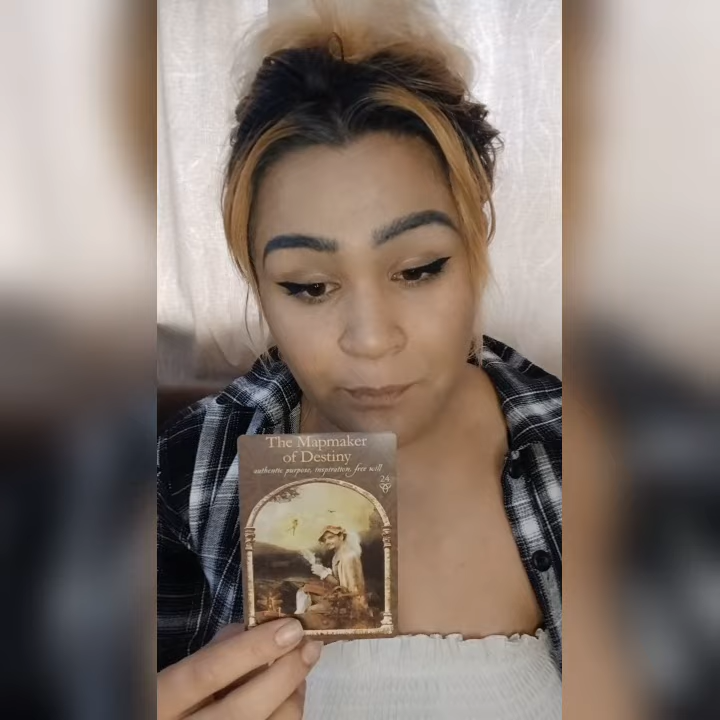 The Mapmaker
of Destiny
authentic purpose, inspiration, free will
24